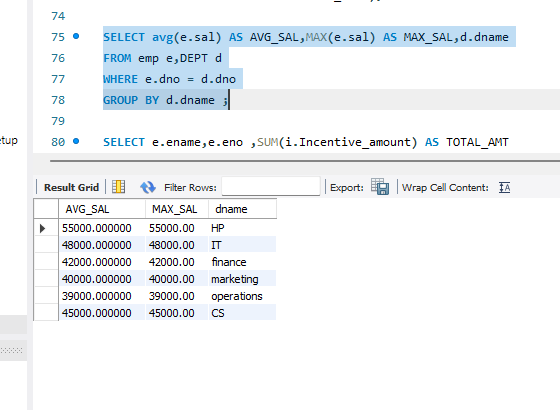 74
75 SELECT avg(e.sal) AS AVG_SAL,MAX(e.sal) AS MAX_SAL,d.dname
76 FROM emp e,DEPT d
77 WHERE e.dno = d.dno
78 GROUP BY d.dname ;
79
etup
80 SELECT e.ename,e.eno ,SUM(i.Incentive_amount) AS TOTAL_AMT
Result Grid Filter Rows: Export: Wrap Cell Content: IA
AVG_SAL MAX_SAL dname
55000.000000 55000.00 HP
48000.000000 48000.00 IT
42000.000000 42000.00 finance
40000.000000 40000.00 marketing
39000.000000 39000.00 operations
45000.000000 45000.00 CS